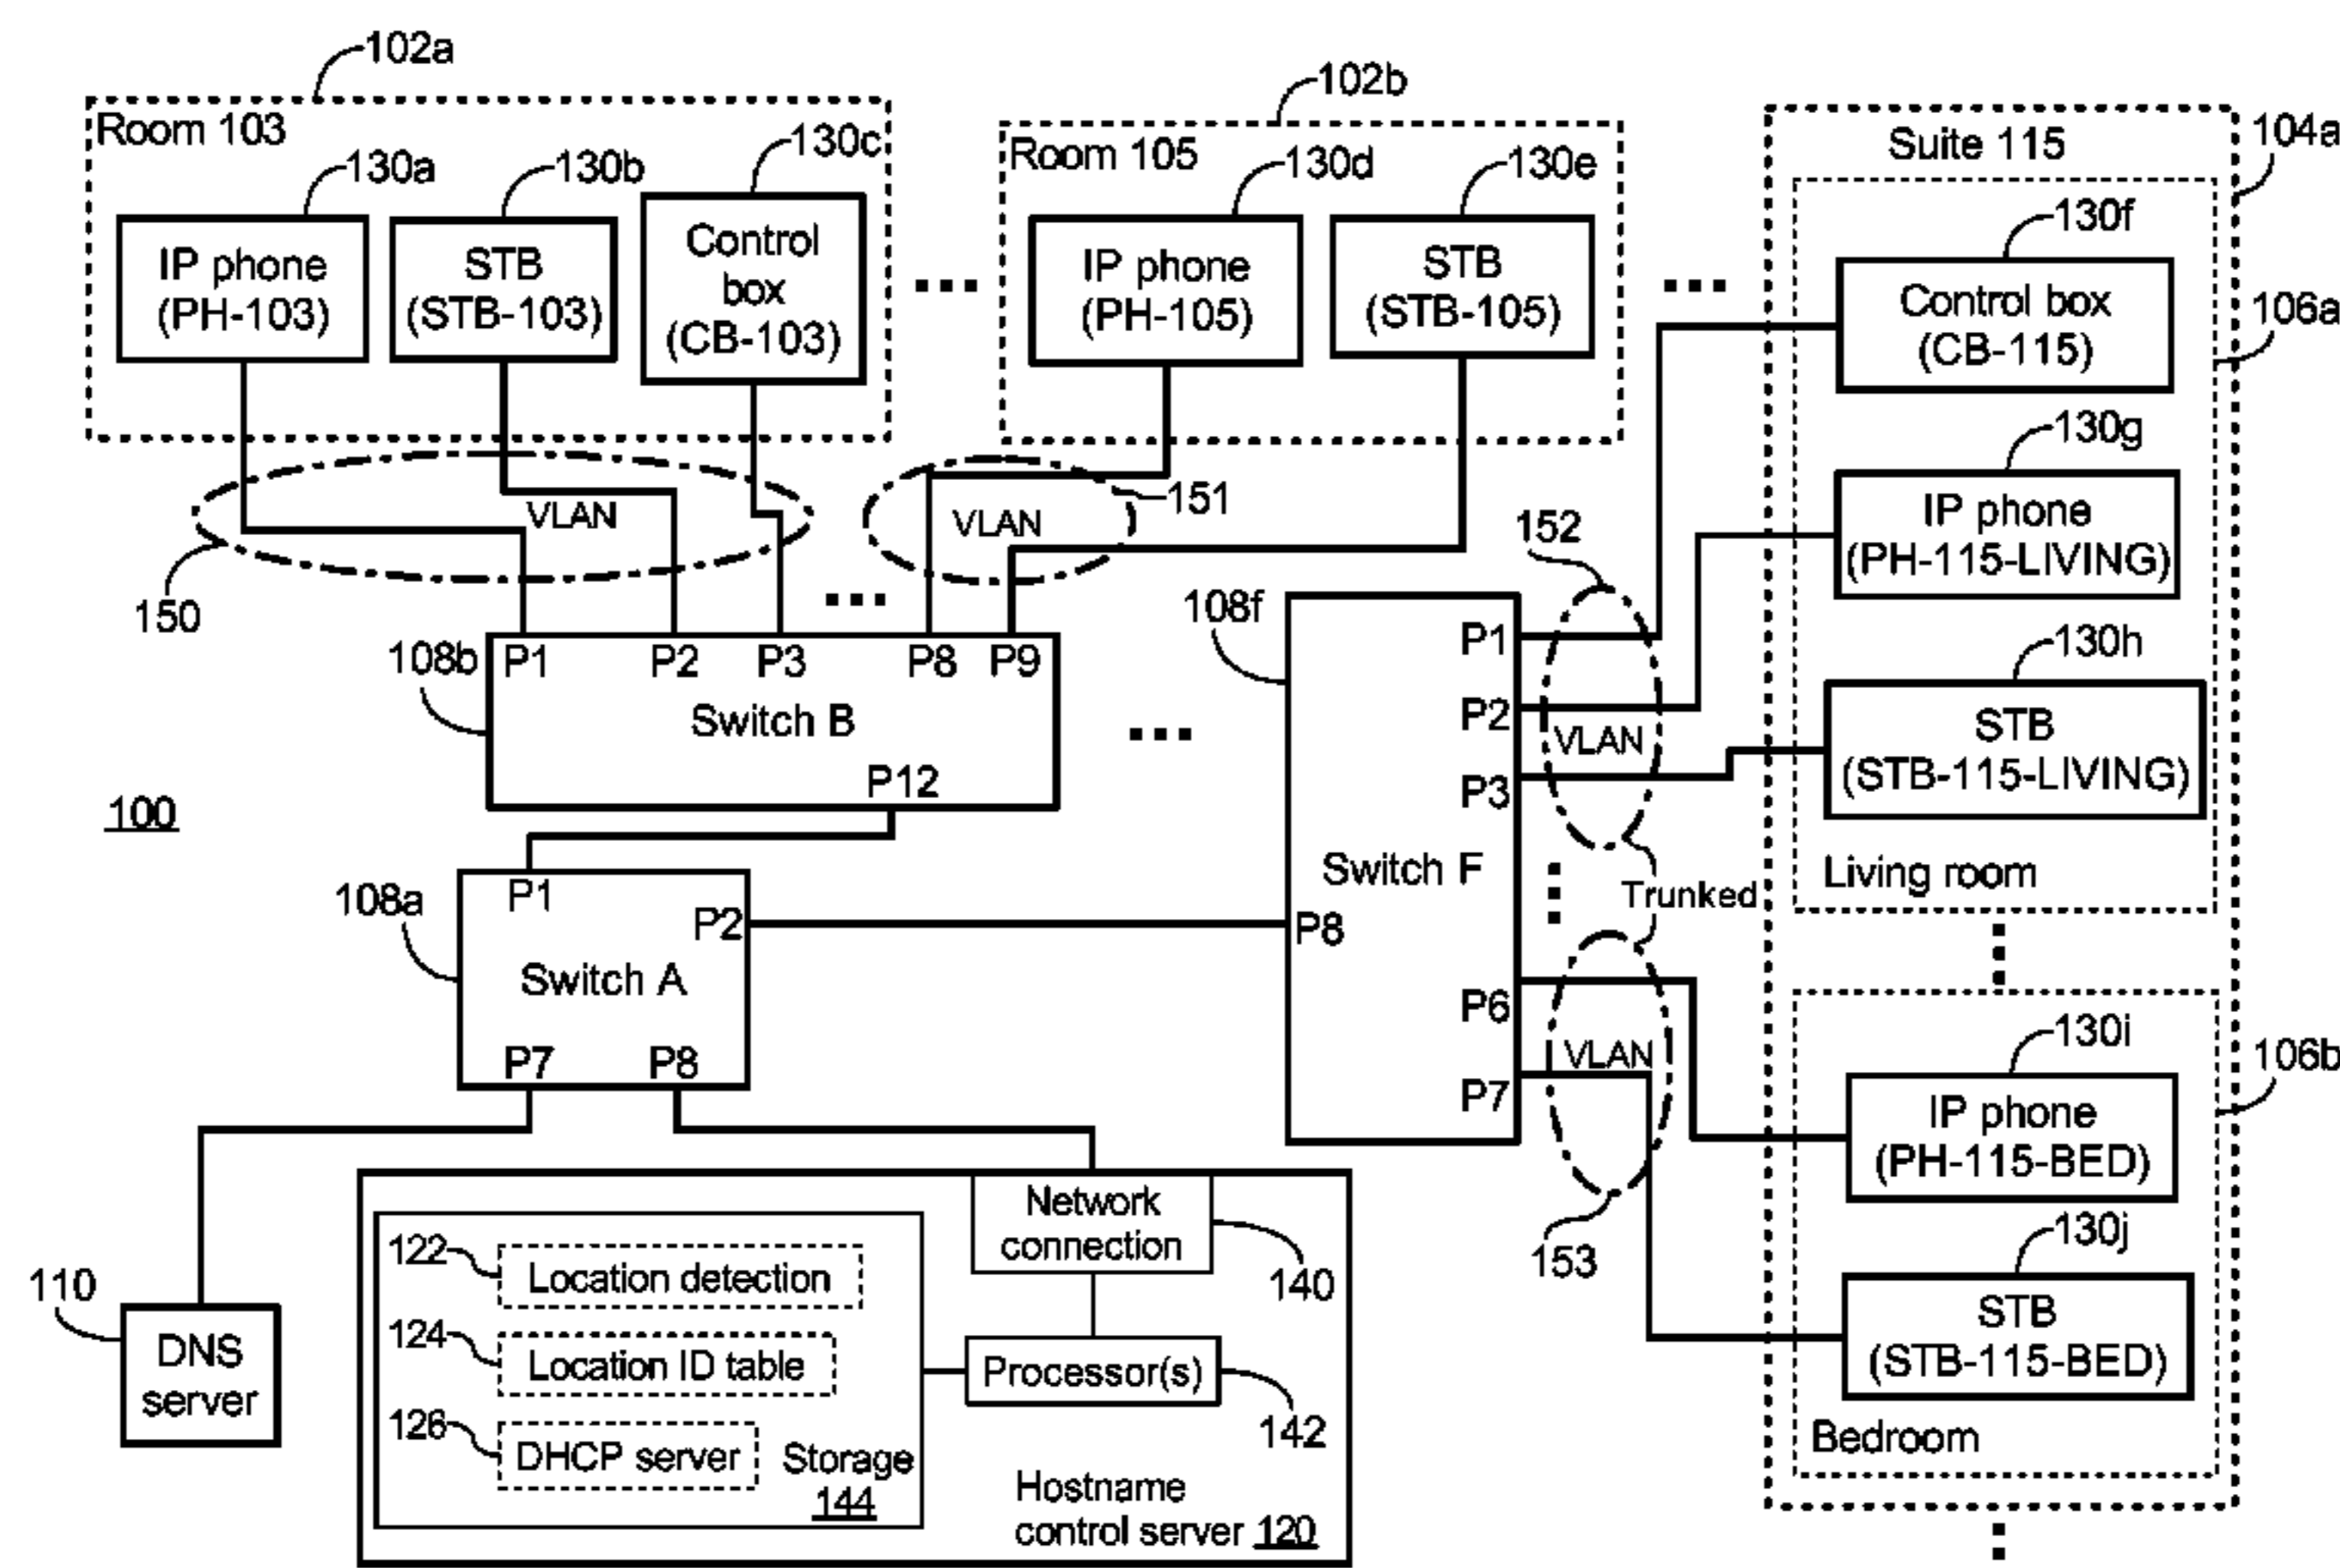 102a
Room 103
130a
130b
130c
IP phone
(PH-103)
STB
(STB-103)
Control
box
(CB-103)
102b
Room 105
130d
130e
IP phone
(PH-105)
STB
(STB-105)
104a
Suite 115
106a
130f
Control box
(CB-115)
130g
IP phone
(PH-115-LIVING)
130h
STB
(STB-115-LIVING)
Living room
106b
130i
IP phone
(PH-115-BED)
130j
STB
(STB-115-BED)
Bedroom
VLAN
150
VLAN
151
108b
P1
P2
P3
P8
P9
Switch B
P12
108f
P1
P2
P3
Switch F
P8
P6
P7
152
VLAN
Trunked
VLAN
153
100
108a
P1
P2
Switch A
P7
P8
110
DNS
server
Network
connection
140
122
Location detection
124
Location ID table
126
DHCP server
Storage
144
Processor(s)
142
Hostname
control server 120